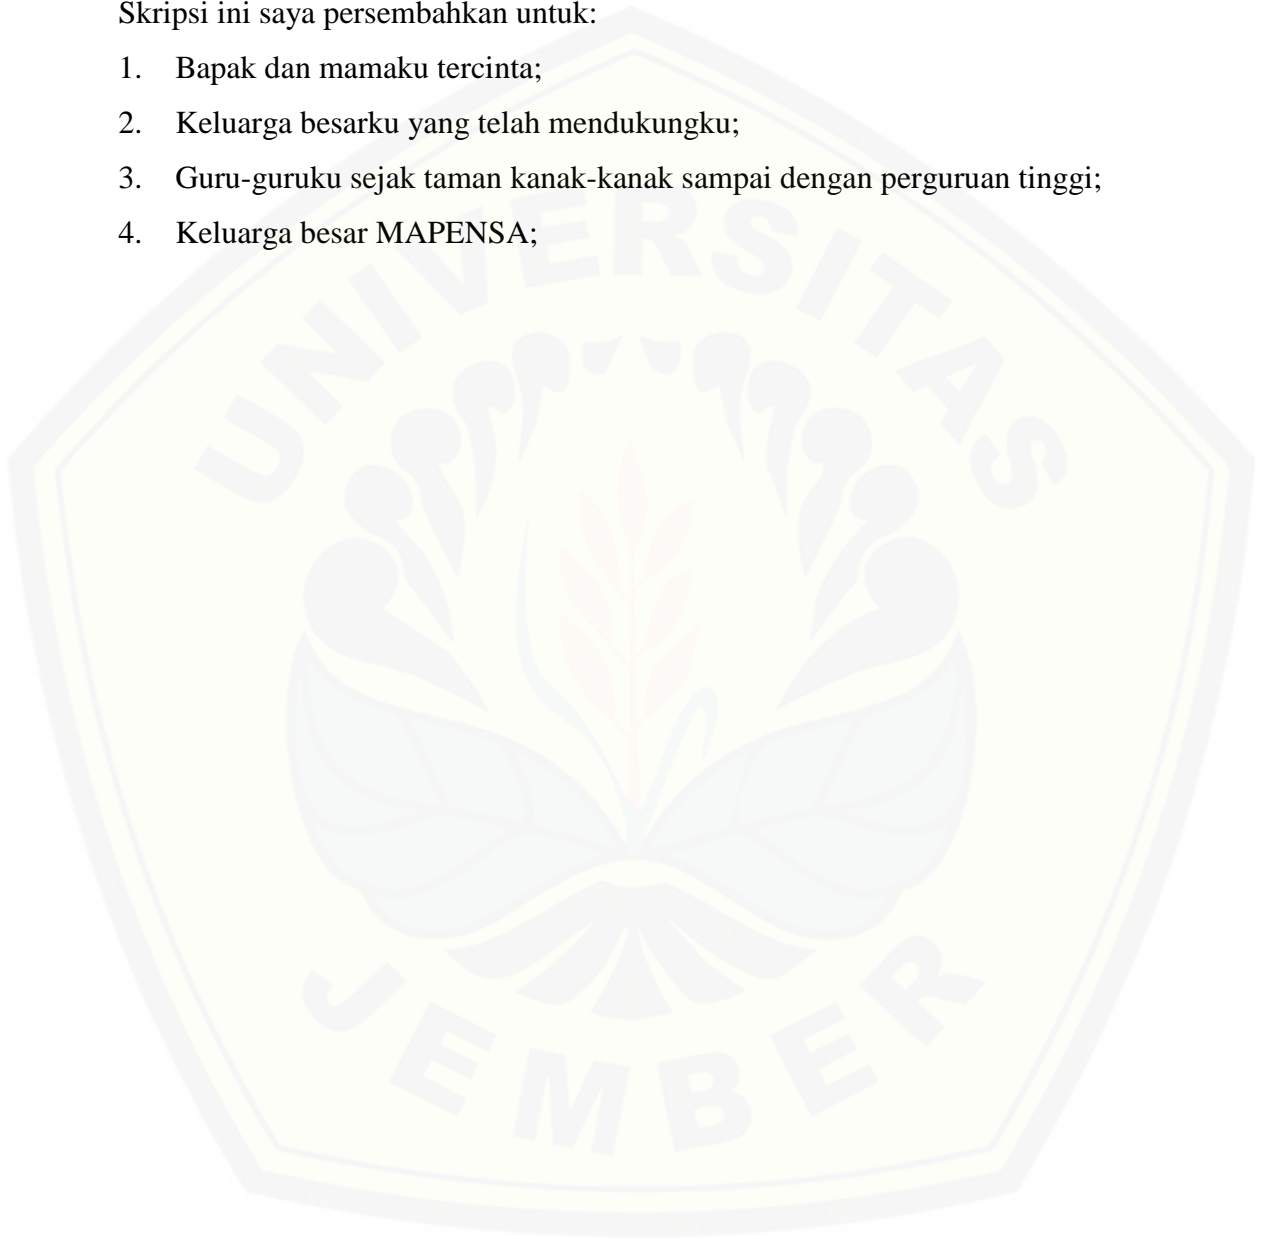 Skripsi ini saya persembahkan untuk:
1. Bapak dan mamaku tercinta;
2. Keluarga besarku yang telah mendukungku;
3. Guru-guruku sejak taman kanak-kanak sampai dengan perguruan tinggi;
4. Keluarga besar MAPENSA;
UNIVERSITAS
JEMBER